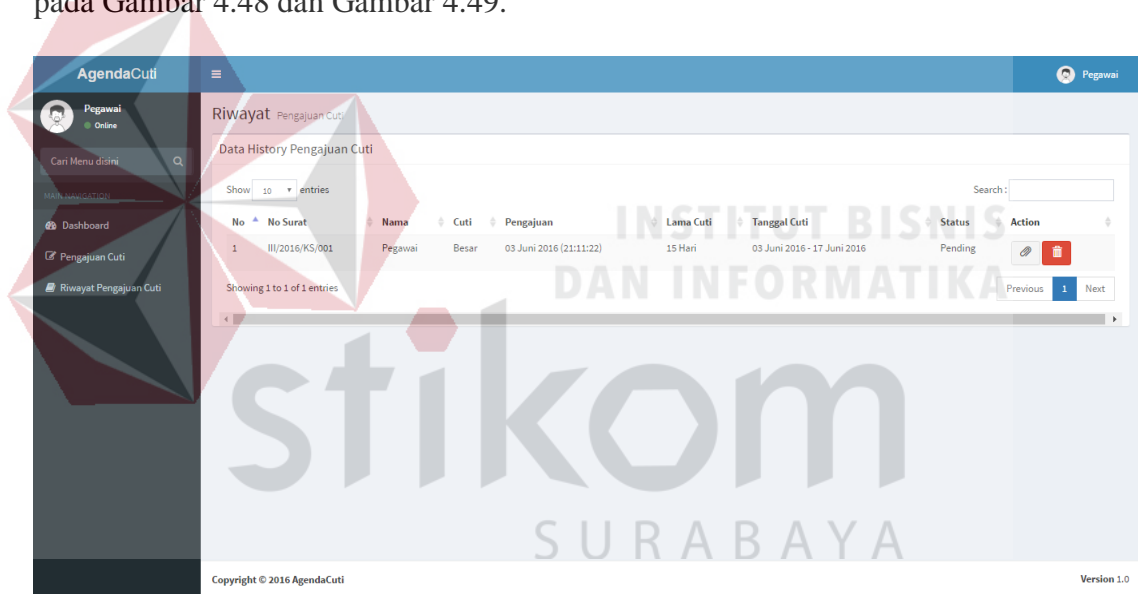 pada Gambar 4.48 dan Gambar 4.49.
AgendaCuti
Pegawai
Pegawai
Online
Cari Menu disini
MAIN NAVIGATION
Dashboard
Pengajuan Cuti
Riwayat Pengajuan Cuti
Riwayat Pengajuan Cuti
Data History Pengajuan Cuti
Show 10 entries
Search :
No No Surat Nama Cuti Pengajuan Lama Cuti Tanggal Cuti Status Action
1 III/2016/KS/001 Pegawai Besar 03 Juni 2016 (21:11:22) 15 Hari 03 Juni 2016 - 17 Juni 2016 Pending
Showing 1 to 1 of 1 entries
Previous 1 Next
INSTITUT BISNIS
DAN INFORMATIKA
stikom
SURABAYA
Copyright © 2016 AgendaCuti
Version 1.0